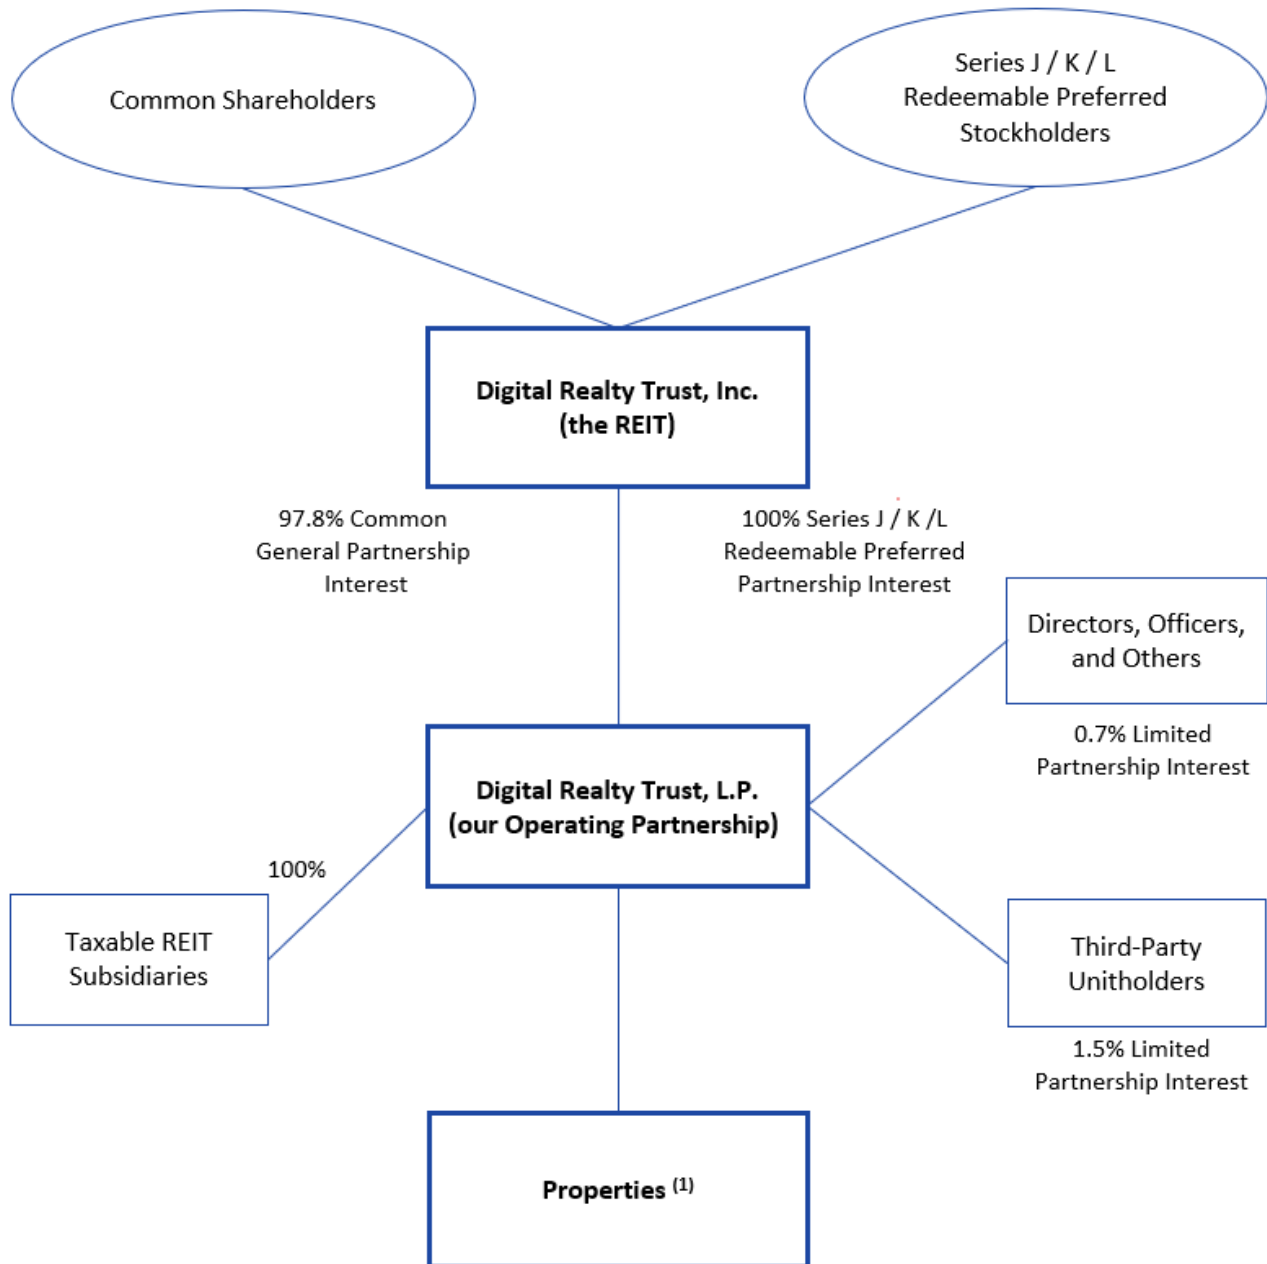 Common Shareholders
Series J / K / L
Redeemable Preferred
Stockholders
Digital Realty Trust, Inc.
(the REIT)
97.8% Common
General Partnership
Interest
100% Series J / K /L
Redeemable Preferred
Partnership Interest
Directors, Officers,
and Others
0.7% Limited
Partnership Interest
Digital Realty Trust, L.P.
(our Operating Partnership)
100%
Taxable REIT
Subsidiaries
Third-Party
Unitholders
1.5% Limited
Partnership Interest
Properties (1)